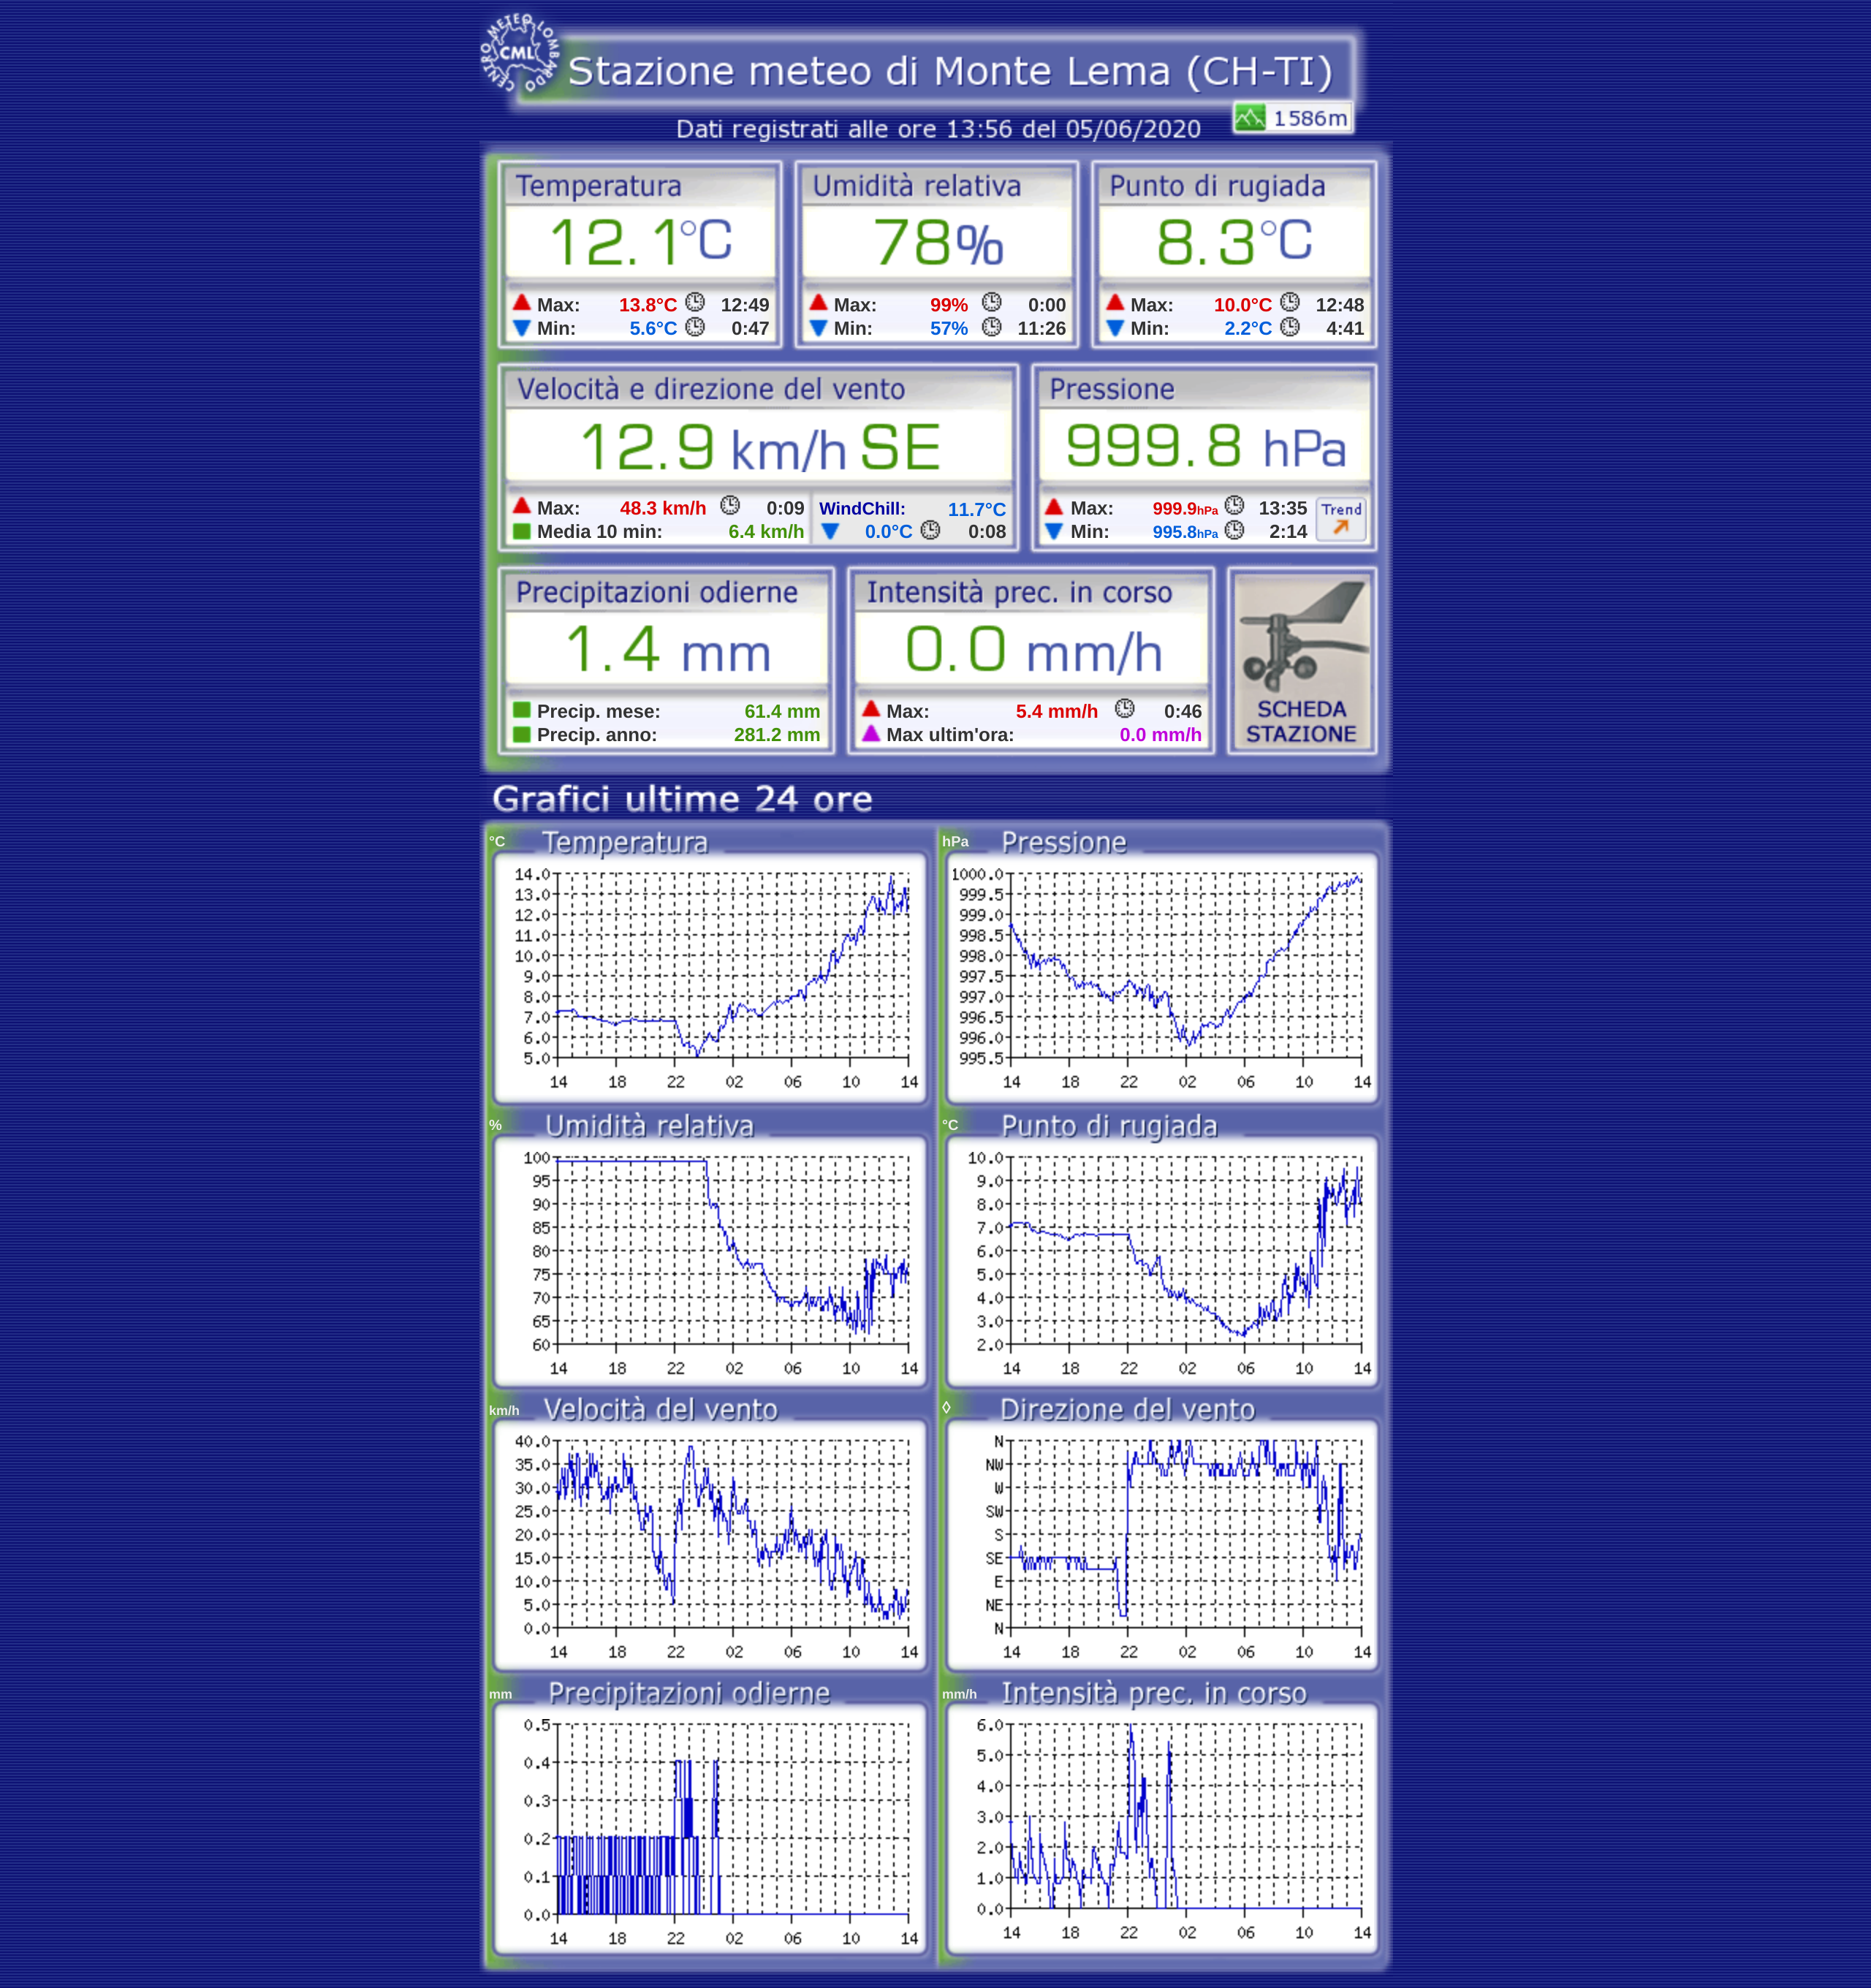 CENTRO METEO LOMBARDO
CML
Stazione meteo di Monte Lema (CH-TI)
1586m
Dati registrati alle ore 13:56 del 05/06/2020
Temperatura
12.1°C
Max: 13.8°C 12:49
Min: 5.6°C 0:47
Umidità relativa
78%
Max: 99% 0:00
Min: 57% 11:26
Punto di rugiada
8.3°C
Max: 10.0°C 12:48
Min: 2.2°C 4:41
Velocità e direzione del vento
12.9 km/h SE
Max: 48.3 km/h 0:09
Media 10 min: 6.4 km/h
WindChill: 11.7°C
0.0°C 0:08
Pressione
999.8 hPa
Max: 999.9hPa 13:35
Min: 995.8hPa 2:14
Trend
Precipitazioni odierne
1.4 mm
Precip. mese: 61.4 mm
Precip. anno: 281.2 mm
Intensità prec. in corso
0.0 mm/h
Max: 5.4 mm/h 0:46
Max ultim'ora: 0.0 mm/h
SCHEDA
STAZIONE
Grafici ultime 24 ore
°C Temperatura
14.0
13.0
12.0
11.0
10.0
9.0
8.0
7.0
6.0
5.0
14 18 22 02 06 10 14
hPa Pressione
1000.0
999.5
999.0
998.5
998.0
997.5
997.0
996.5
996.0
995.5
14 18 22 02 06 10 14
% Umidità relativa
100
95
90
85
80
75
70
65
60
14 18 22 02 06 10 14
°C Punto di rugiada
10.0
9.0
8.0
7.0
6.0
5.0
4.0
3.0
2.0
14 18 22 02 06 10 14
km/h Velocità del vento
40.0
35.0
30.0
25.0
20.0
15.0
10.0
5.0
0.0
14 18 22 02 06 10 14
◊ Direzione del vento
N
NW
W
SW
S
SE
E
NE
N
14 18 22 02 06 10 14
mm Precipitazioni odierne
0.5
0.4
0.3
0.2
0.1
0.0
14 18 22 02 06 10 14
mm/h Intensità prec. in corso
6.0
5.0
4.0
3.0
2.0
1.0
0.0
14 18 22 02 06 10 14